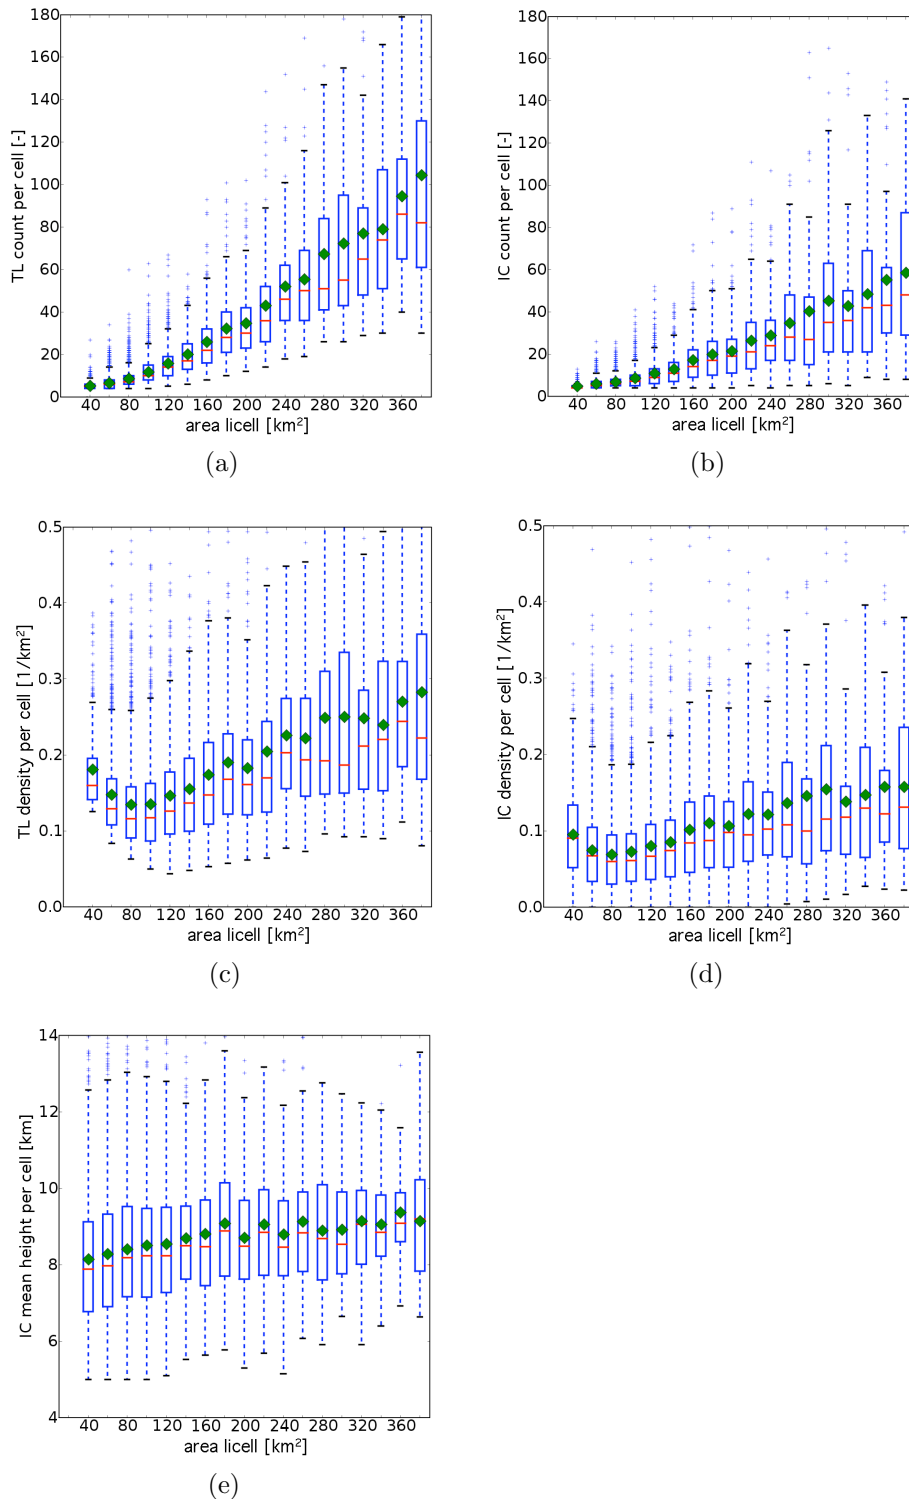 180
160
140
120
100
80
60
40
20
0
TL count per cell [-]
40 80 120 160 200 240 280 320 360
area licell [km²]
(a)
180
160
140
120
100
80
60
40
20
0
IC count per cell [-]
40 80 120 160 200 240 280 320 360
area licell [km²]
(b)
0.5
0.4
0.3
0.2
0.1
0.0
TL density per cell [1/km²]
40 80 120 160 200 240 280 320 360
area licell [km²]
(c)
0.5
0.4
0.3
0.2
0.1
0.0
IC density per cell [1/km²]
40 80 120 160 200 240 280 320 360
area licell [km²]
(d)
14
12
10
8
6
4
IC mean height per cell [km]
40 80 120 160 200 240 280 320 360
area licell [km²]
(e)